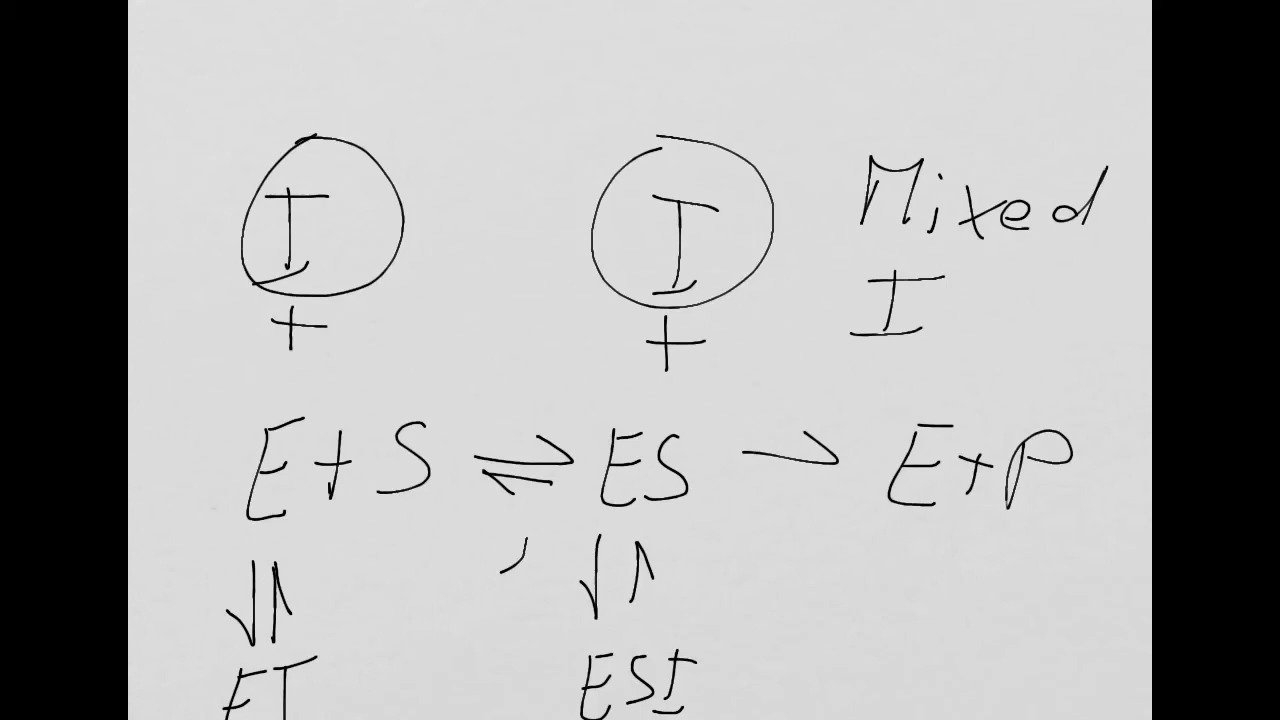 I I Mixed
I
+ +
E+S ⇌ ES → E+P
⇃↾ ⇃↾
EI ESI